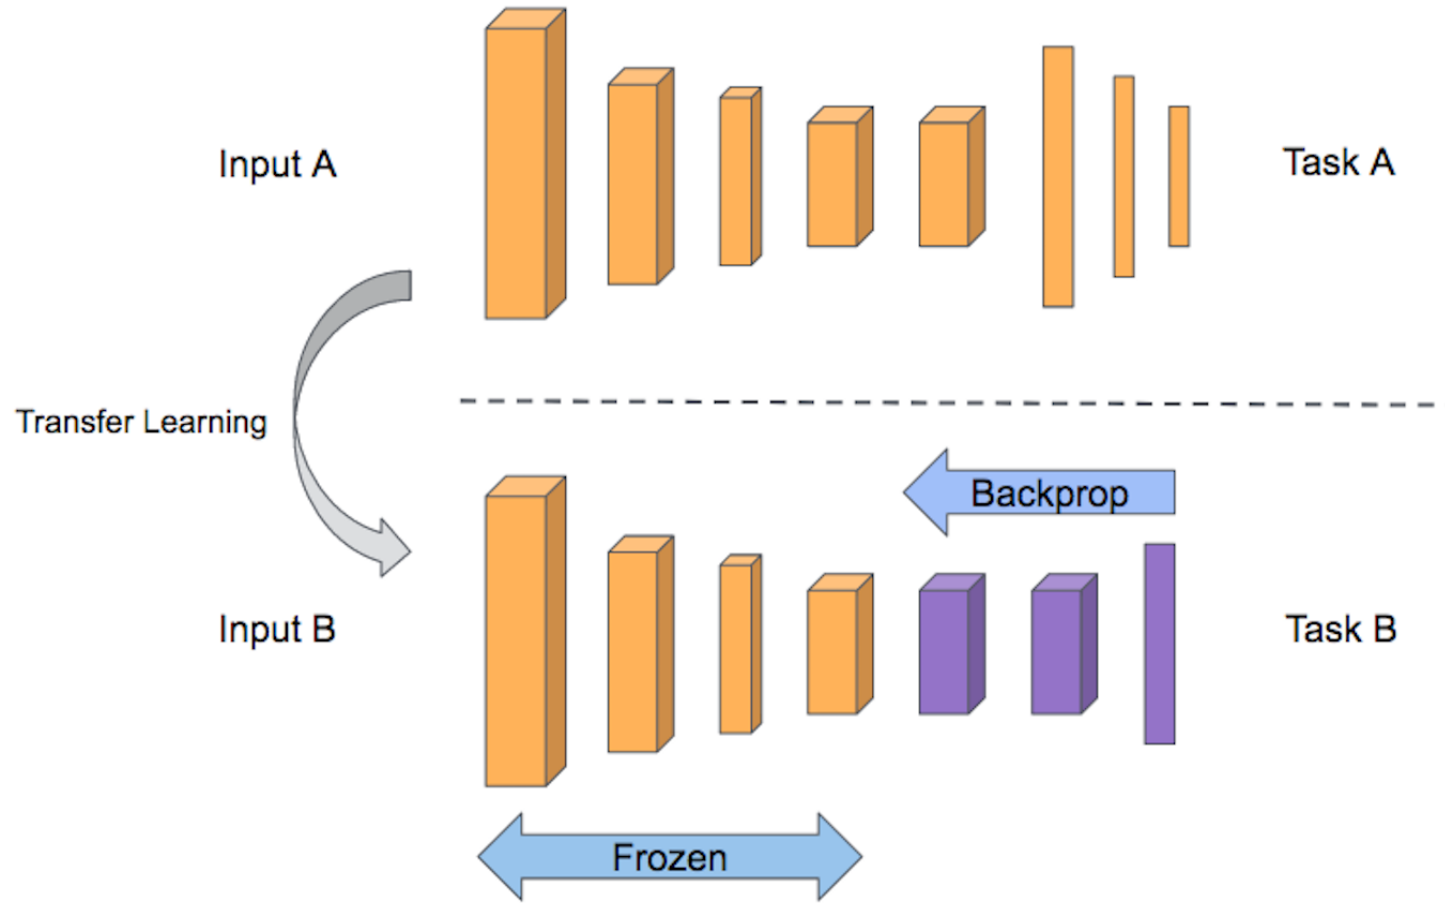 Input A
Task A
Transfer Learning
Backprop
Input B
Task B
Frozen